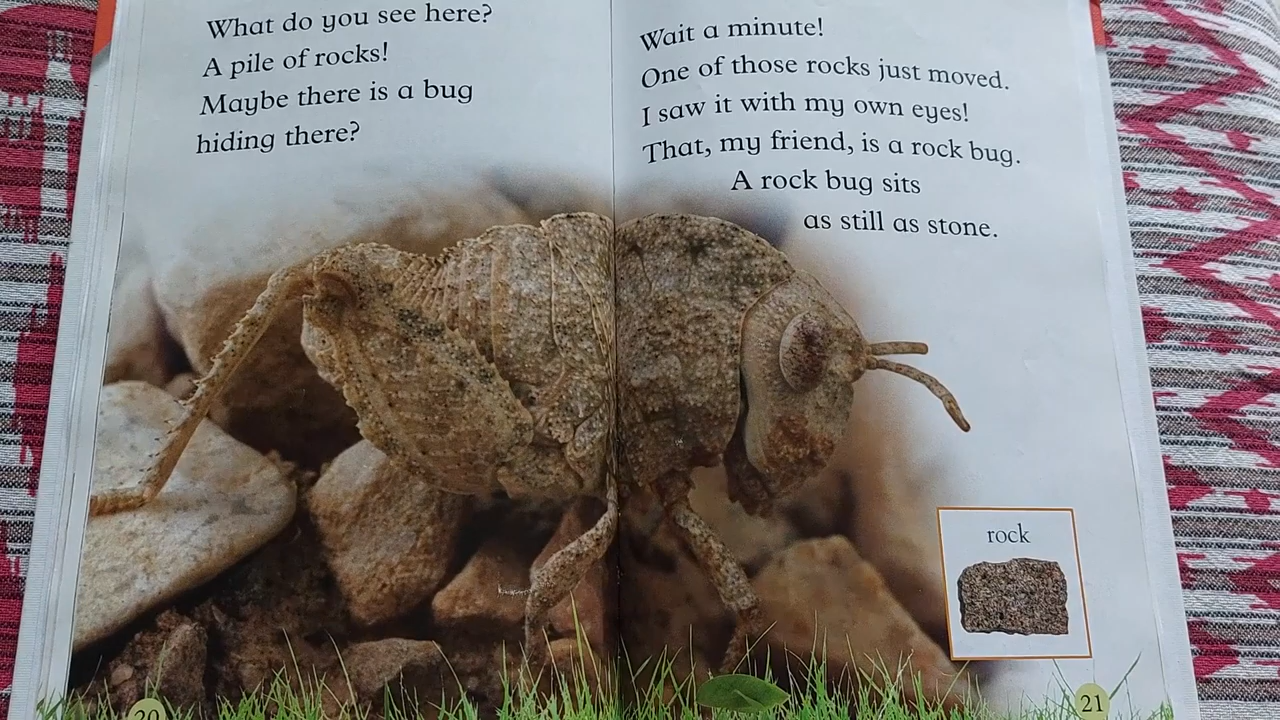 What do you see here?
A pile of rocks!
Maybe there is a bug
hiding there?
20
Wait a minute!
One of those rocks just moved.
I saw it with my own eyes!
That, my friend, is a rock bug.
A rock bug sits
as still as stone.
rock
21